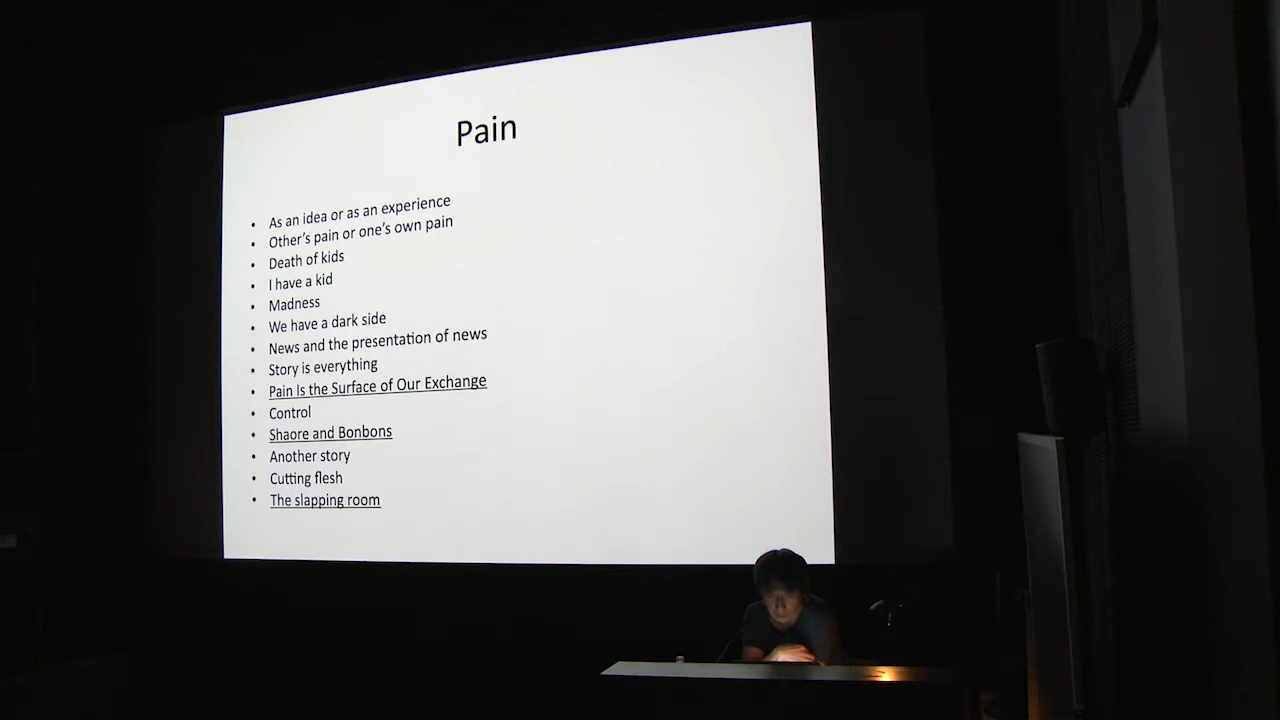 Pain
• As an idea or as an experience
• Other's pain or one's own pain
• Death of kids
• I have a kid
• Madness
• We have a dark side
• News and the presentation of news
• Story is everything
• Pain Is the Surface of Our Exchange
• Control
• Shaore and Bonbons
• Another story
• Cutting flesh
• The slapping room